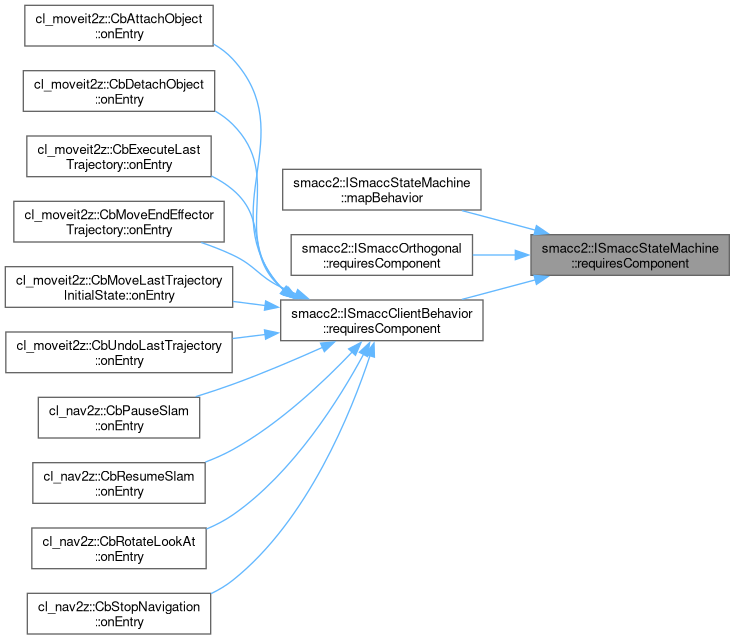 cl_moveit2z::CbAttachObject
::onEntry
cl_moveit2z::CbDetachObject
::onEntry
cl_moveit2z::CbExecuteLast
Trajectory::onEntry
cl_moveit2z::CbMoveEndEffector
Trajectory::onEntry
cl_moveit2z::CbMoveLastTrajectory
InitialState::onEntry
cl_moveit2z::CbUndoLastTrajectory
::onEntry
cl_nav2z::CbPauseSlam
::onEntry
cl_nav2z::CbResumeSlam
::onEntry
cl_nav2z::CbRotateLookAt
::onEntry
cl_nav2z::CbStopNavigation
::onEntry
smacc2::ISmaccStateMachine
::mapBehavior
smacc2::ISmaccOrthogonal
::requiresComponent
smacc2::ISmaccClientBehavior
::requiresComponent
smacc2::ISmaccStateMachine
::requiresComponent